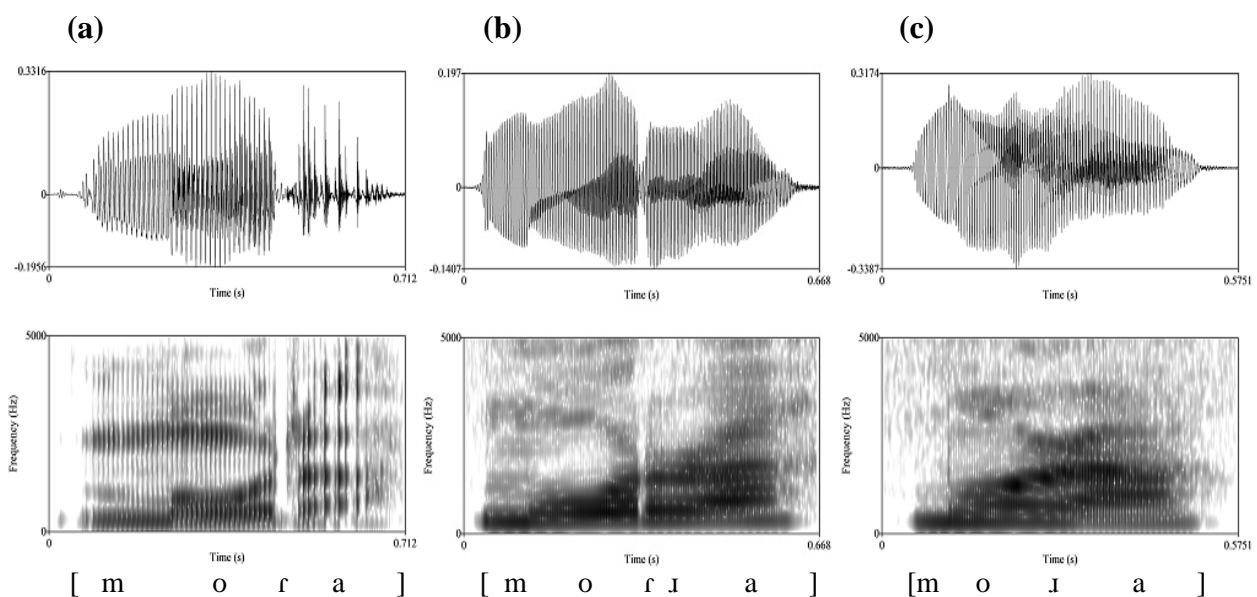 (a) (b) (c)
0.3316 0.197 0.3174
0 0 0
-0.1956 -0.1407 -0.3387
0 0.712 0 0.668 0 0.5751
Time (s) Time (s) Time (s)
5000 5000 5000
Frequency (Hz) Frequency (Hz) Frequency (Hz)
0 0 0
0 0.712 0 0.668 0 0.5751
Time (s) Time (s) Time (s)
[ m o ɾ a ] [ m o ɾ ɹ a ] [m o ɹ a ]